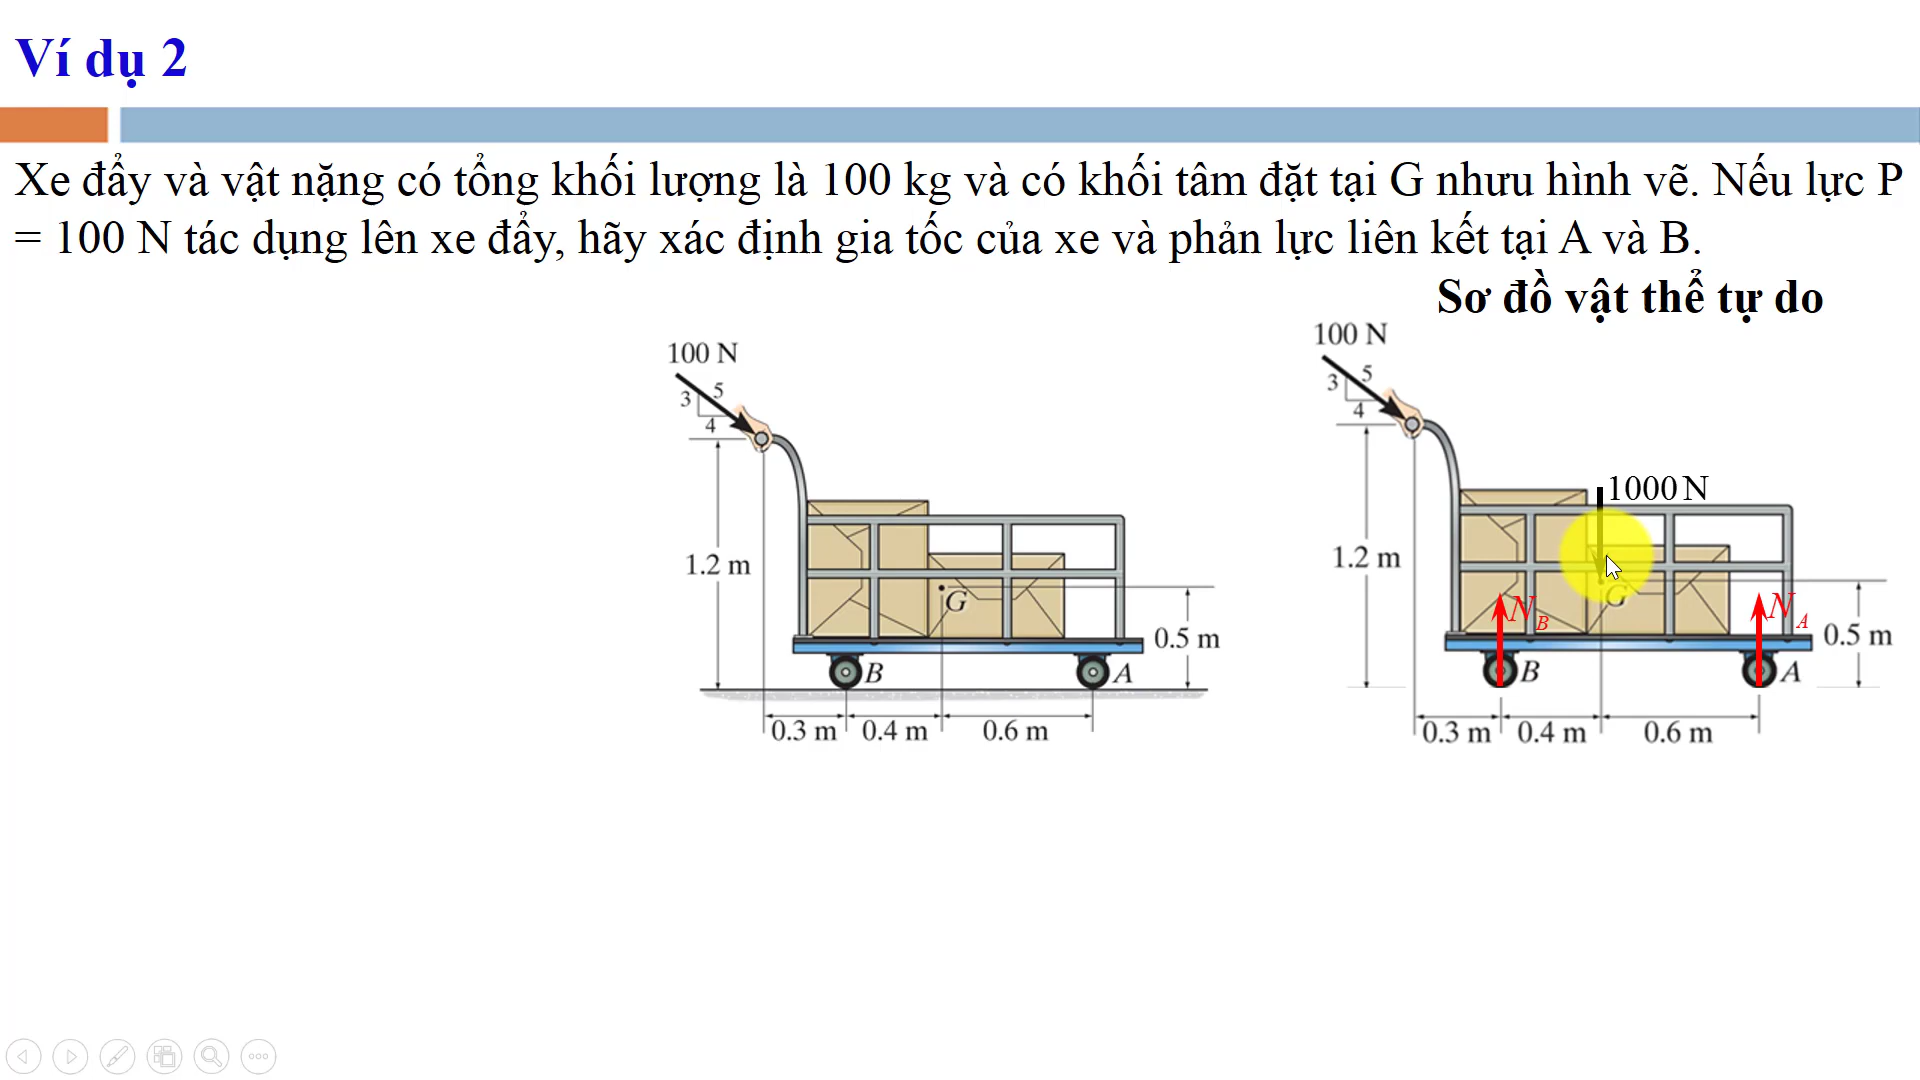 Ví dụ 2
Xe đẩy và vật nặng có tổng khối lượng là 100 kg và có khối tâm đặt tại G nhưu hình vẽ. Nếu lực P
= 100 N tác dụng lên xe đẩy, hãy xác định gia tốc của xe và phản lực liên kết tại A và B.
Sơ đồ vật thể tự do
100 N
3
5
4
1.2 m
G
0.5 m
B
A
0.3 m
0.4 m
0.6 m
100 N
3
5
4
1000 N
1.2 m
G
N_B
N_A
0.5 m
B
A
0.3 m
0.4 m
0.6 m